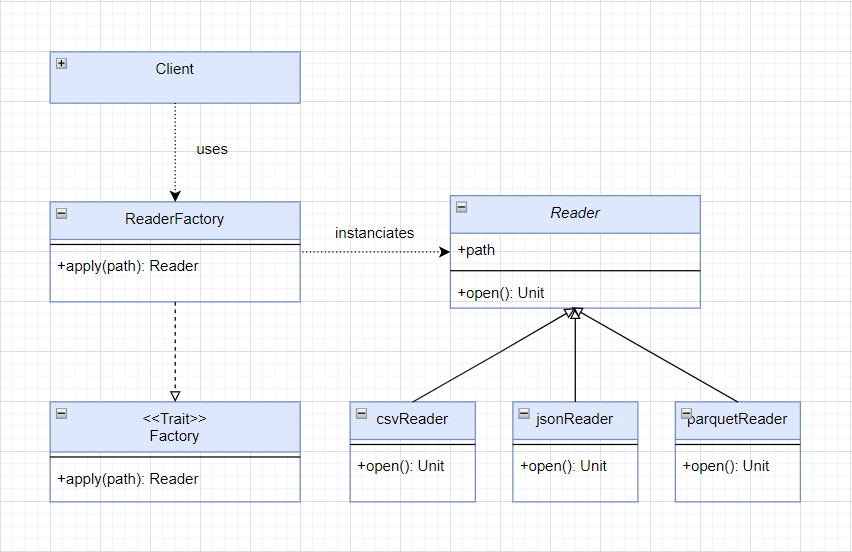 Client
uses
ReaderFactory
+apply(path): Reader
instanciates
Reader
+path
+open(): Unit
<<Trait>>
Factory
+apply(path): Reader
csvReader
+open(): Unit
jsonReader
+open(): Unit
parquetReader
+open(): Unit